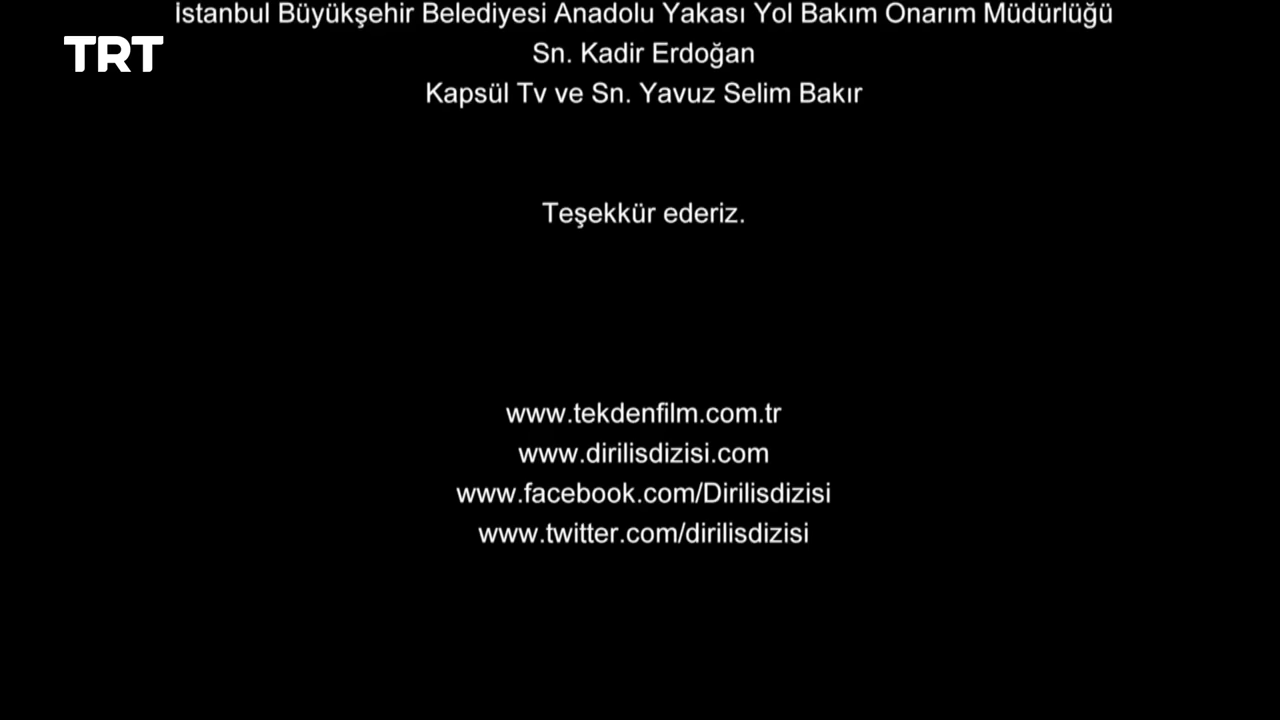 İstanbul Büyükşehir Belediyesi Anadolu Yakası Yol Bakım Onarım Müdürlüğü
TRT
Sn. Kadir Erdoğan
Kapsül Tv ve Sn. Yavuz Selim Bakır
Teşekkür ederiz.
www.tekdenfilm.com.tr
www.dirilisdizisi.com
www.facebook.com/Dirilisdizisi
www.twitter.com/dirilisdizisi